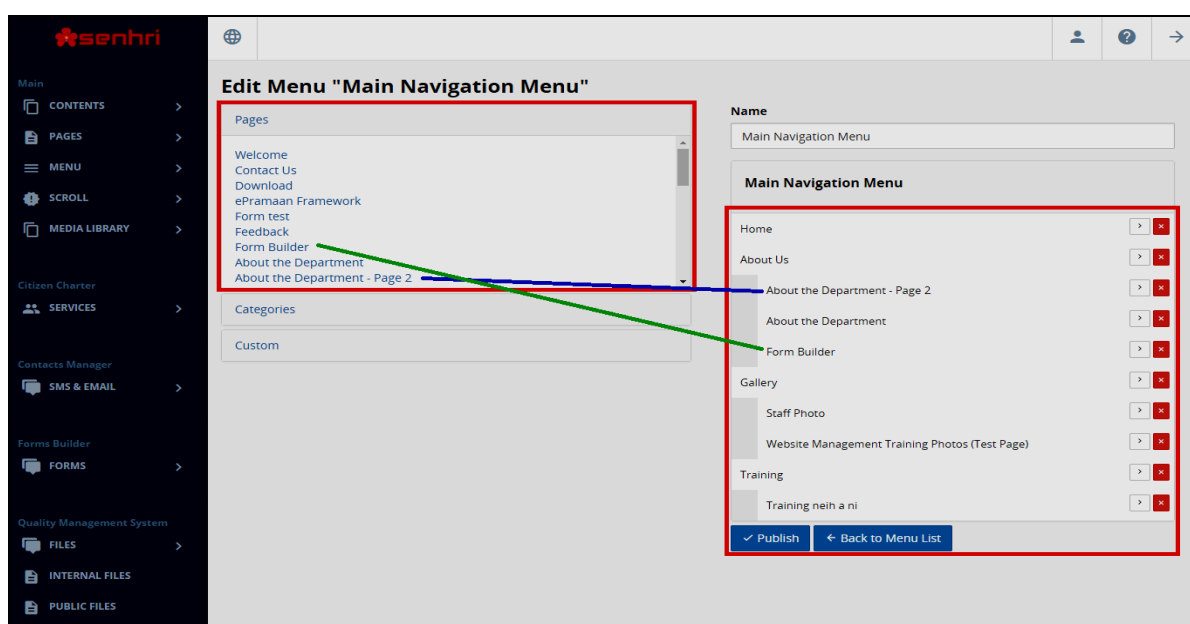 senhri
Main
CONTENTS
PAGES
MENU
SCROLL
MEDIA LIBRARY
Citizen Charter
SERVICES
Contacts Manager
SMS & EMAIL
Forms Builder
FORMS
Quality Management System
FILES
INTERNAL FILES
PUBLIC FILES
Edit Menu "Main Navigation Menu"
Pages
Welcome
Contact Us
Download
ePramaan Framework
Form test
Feedback
Form Builder
About the Department
About the Department - Page 2
Categories
Custom
Name
Main Navigation Menu
Main Navigation Menu
Home
About Us
About the Department - Page 2
About the Department
Form Builder
Gallery
Staff Photo
Website Management Training Photos (Test Page)
Training
Training neih a ni
Publish
Back to Menu List